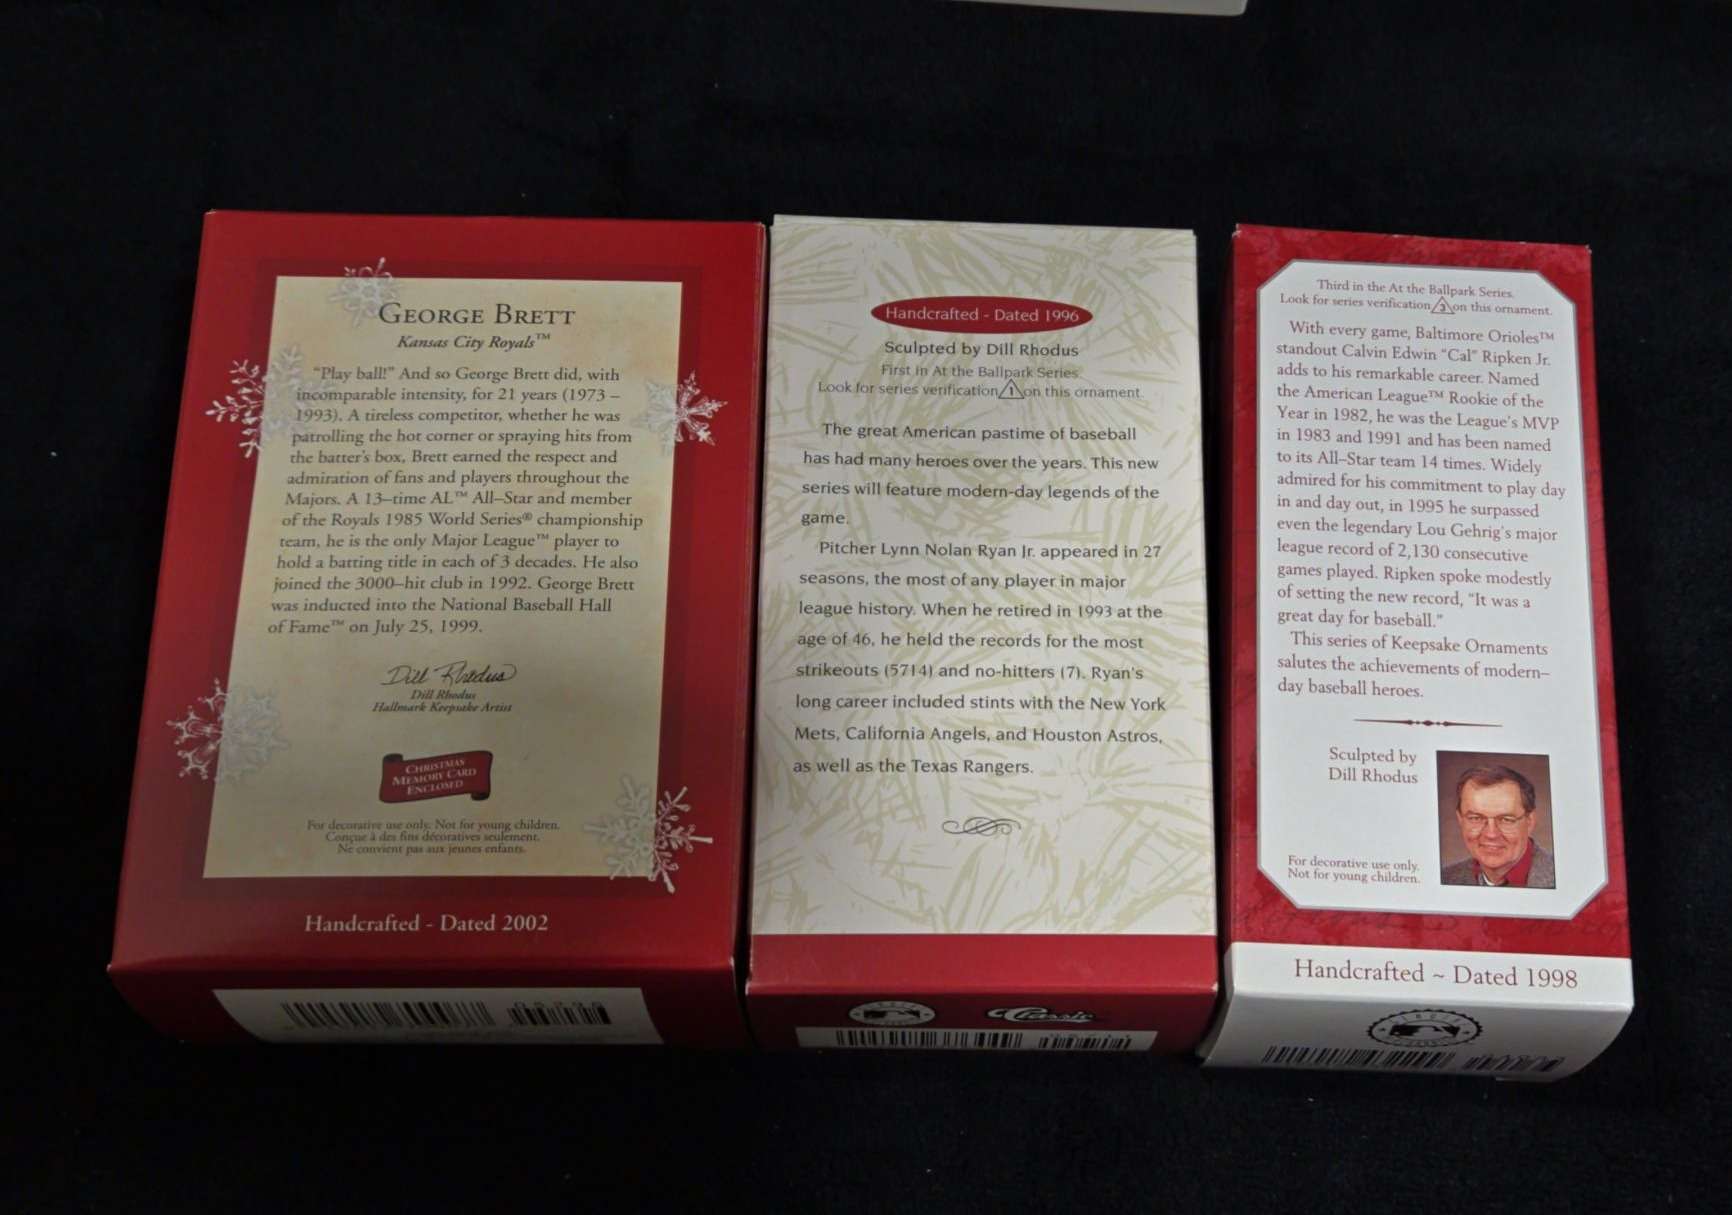 GEORGE BRETT
Kansas City Royals™
"Play ball!" And so George Brett did, with
incomparable intensity, for 21 years (1973 –
1993). A tireless competitor, whether he was
patrolling the hot corner or spraying hits from
the batter's box, Brett earned the respect and
admiration of fans and players throughout the
Majors. A 13–time AL™ All–Star and member
of the Royals 1985 World Series® championship
team, he is the only Major League™ player to
hold a batting title in each of 3 decades. He also
joined the 3000–hit club in 1992. George Brett
was inducted into the National Baseball Hall
of Fame™ on July 25, 1999.
Dill Rhodus
Dill Rhodus
Hallmark Keepsake Artist
CHRISTMAS
MEMORY CARD
ENCLOSED
For decorative use only. Not for young children.
Conçue à des fins décoratives seulement.
Ne convient pas aux jeunes enfants.
Handcrafted - Dated 2002
Handcrafted - Dated 1996
Sculpted by Dill Rhodus
First in At the Ballpark Series.
Look for series verification 1 on this ornament.
The great American pastime of baseball
has had many heroes over the years. This new
series will feature modern-day legends of the
game.
Pitcher Lynn Nolan Ryan Jr. appeared in 27
seasons, the most of any player in major
league history. When he retired in 1993 at the
age of 46, he held the records for the most
strikeouts (5714) and no-hitters (7). Ryan's
long career included stints with the New York
Mets, California Angels, and Houston Astros,
as well as the Texas Rangers.
Classic
Third in the At the Ballpark Series.
Look for series verification 3 on this ornament.
With every game, Baltimore Orioles™
standout Calvin Edwin "Cal" Ripken Jr.
adds to his remarkable career. Named
the American League™ Rookie of the
Year in 1982, he was the League's MVP
in 1983 and 1991 and has been named
to its All–Star team 14 times. Widely
admired for his commitment to play day
in and day out, in 1995 he surpassed
even the legendary Lou Gehrig's major
league record of 2,130 consecutive
games played. Ripken spoke modestly
of setting the new record, "It was a
great day for baseball."
This series of Keepsake Ornaments
salutes the achievements of modern–
day baseball heroes.
Sculpted by
Dill Rhodus
For decorative use only.
Not for young children.
Handcrafted ~ Dated 1998